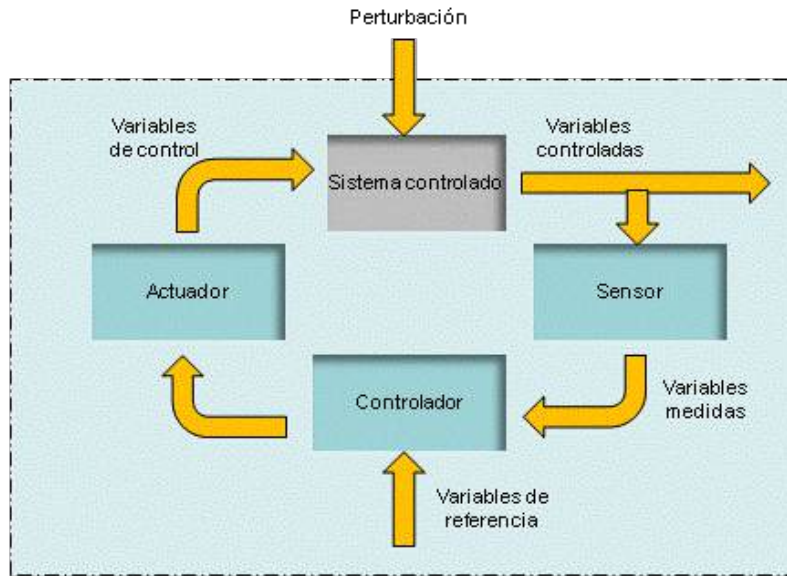 Perturbación
Variables
de control
Variables
controladas
Sistema controlado
Actuador
Sensor
Controlador
Variables
medidas
Variables de
referencia